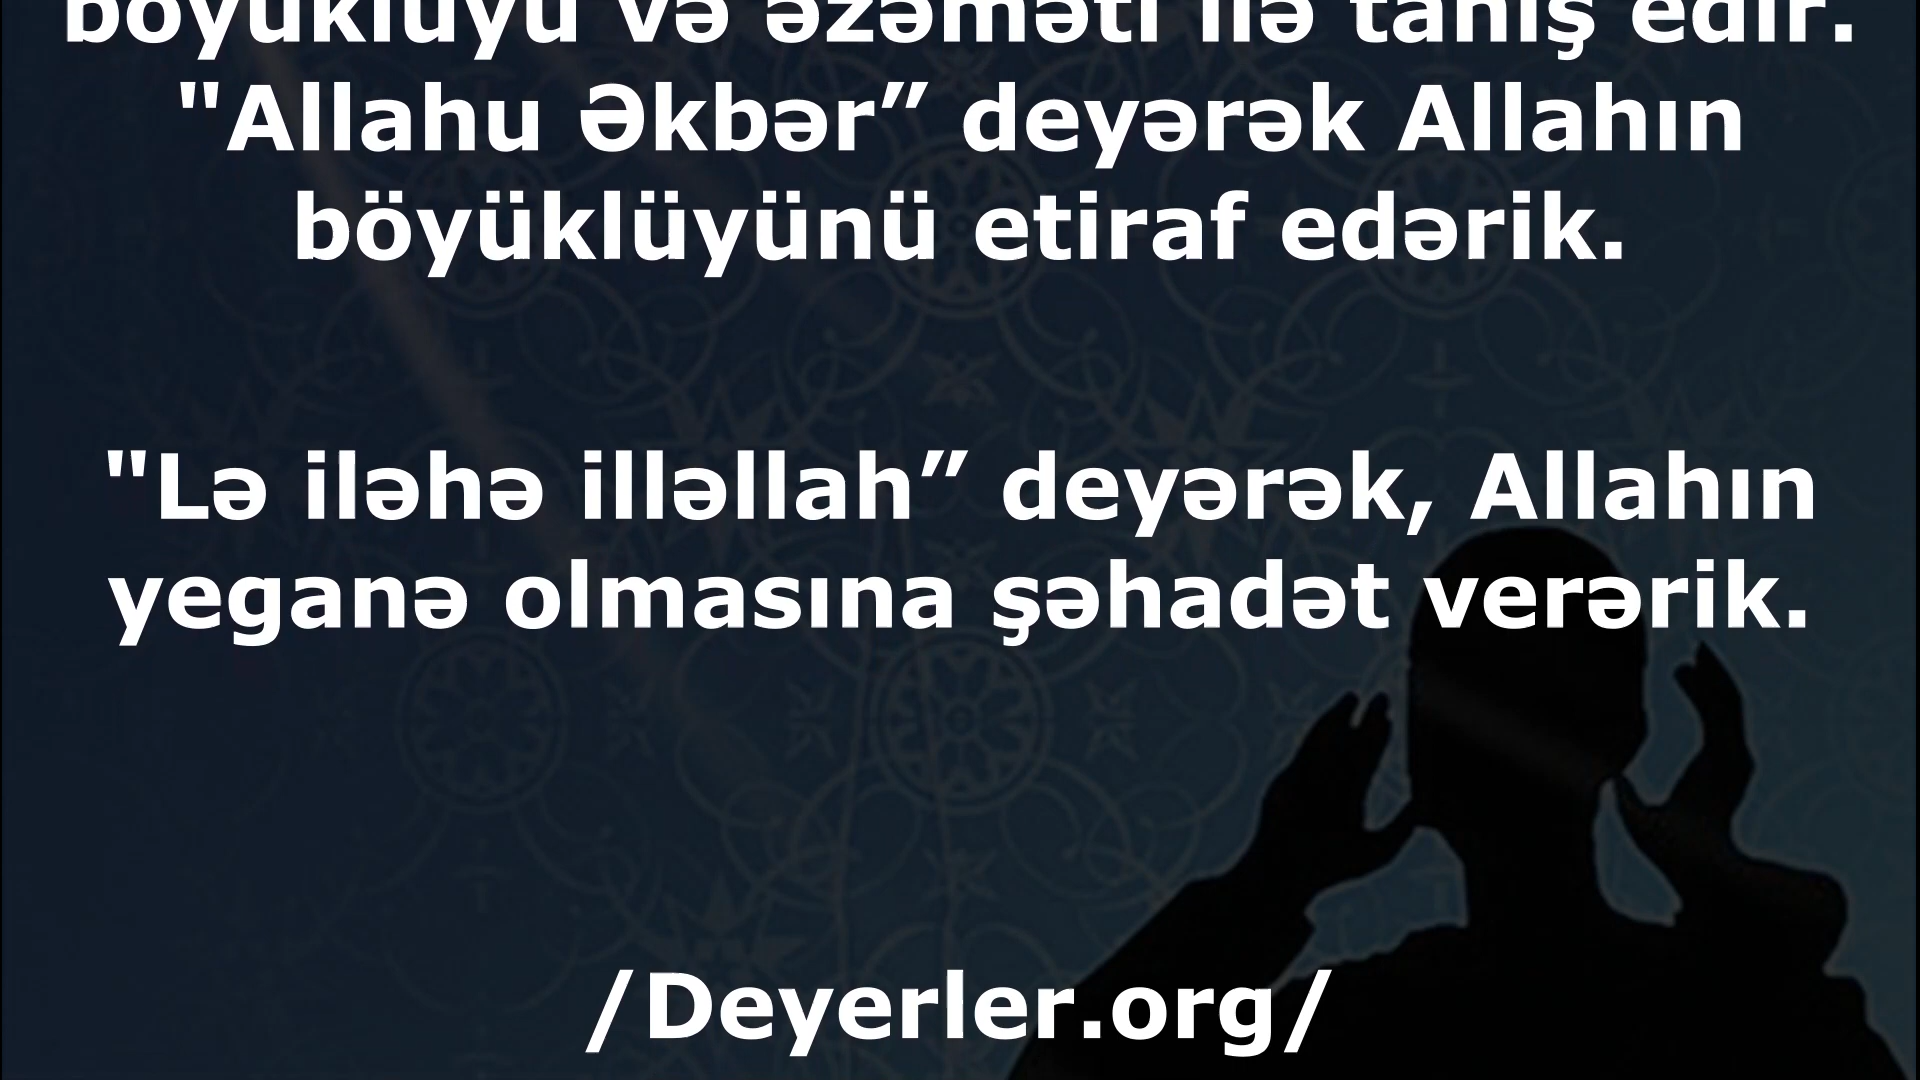 böyüklüyü və əzəməti ilə tanış edir.
"Allahu Əkbər” deyərək Allahın
böyüklüyünü etiraf edərik.
"Lə iləhə illəllah” deyərək, Allahın
yeganə olmasına şəhadət verərik.
/Deyerler.org/